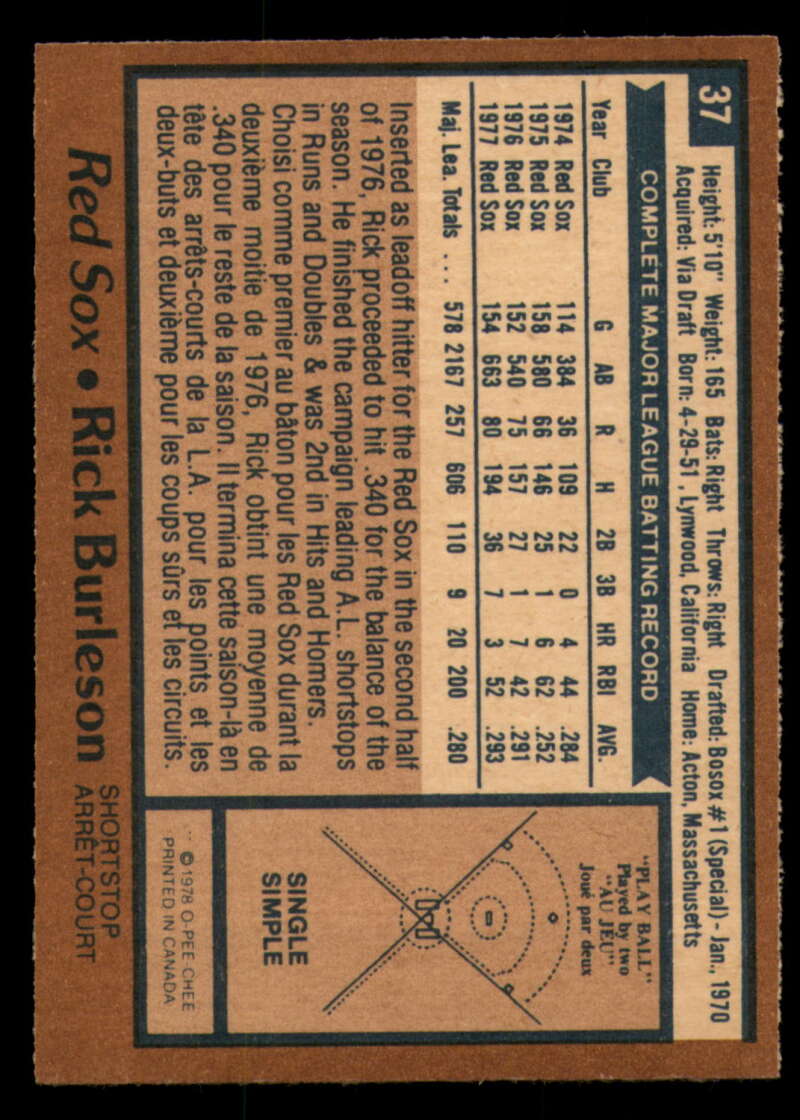 37
Height: 5'10" Weight: 165 Bats: Right Throws: Right Drafted: Bosox #1 (Special) - Jan., 1970
Acquired: Via Draft Born: 4-29-51, Lynwood, California Home: Acton, Massachusetts
COMPLETE MAJOR LEAGUE BATTING RECORD
Year Club G AB R H 2B 3B HR RBI AVG.
1974 Red Sox 114 384 36 109 22 0 4 44 .284
1975 Red Sox 158 580 66 146 25 1 6 62 .252
1976 Red Sox 152 540 75 157 27 1 7 42 .291
1977 Red Sox 154 663 80 194 36 7 3 52 .293
Maj. Lea. Totals ... 578 2167 257 606 110 9 20 200 .280
Inserted as leadoff hitter for the Red Sox in the second half
of 1976, Rick proceeded to hit .340 for the balance of the
season. He finished the campaign leading A.L. shortstops
in Runs and Doubles & was 2nd in Hits and Homers.
Choisi comme premier au bâton pour les Red Sox durant la
deuxième moitie de 1976, Rick obtint une moyenne de
.340 pour le reste de la saison. Il termina cette saison-là en
tête des arrêts-courts de la L.A. pour les points et les
deux-buts et deuxième pour les coups sûrs et les circuits.
"PLAY BALL"
Played by two
"AU JEU"
Joué par deux
SINGLE
SIMPLE
©1978 O-PEE-CHEE
PRINTED IN CANADA
Red Sox • Rick Burleson
SHORTSTOP
ARRÊT-COURT